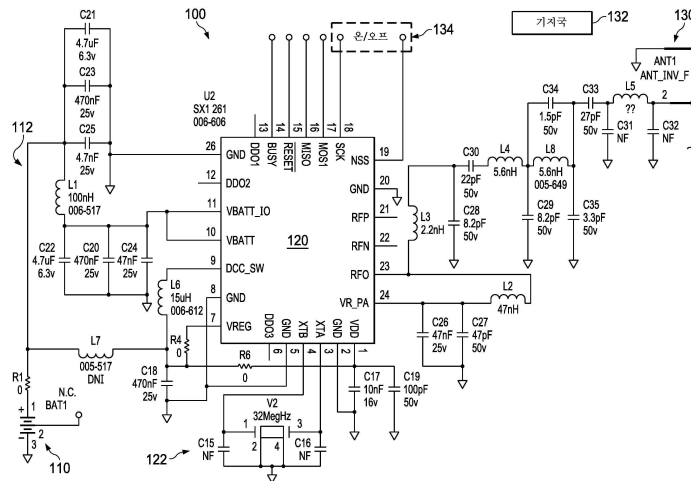 C21
4.7uF
6.3v
C23
470nF
25v
C25
4.7nF
25v
112
L1
100nH
006-517
C22
4.7uF
6.3v
C20
470nF
25v
C24
47nF
25v
L7
005-517
DNI
R1
0
N.C.
BAT1
+
1
2
-
3
110
100
U2
SX1 261
006-606
온/오프
134
기지국
132
130
13
14
15
16
17
18
DDO1
BUSY
RESET
MISO
MOS1
SCK
26
GND
12
DDO2
11
VBATT_IO
10
VBATT
9
DCC_SW
8
GND
7
VREG
120
NSS
19
GND
20
RFP
21
RFN
22
RFO
23
VR_PA
24
DDO3
GND
XTB
XTA
GND
VDD
6
5
4
3
2
1
L6
15uH
006-612
R4
0
R6
0
C18
470nF
25v
V2
32MegHz
1
2
4
3
C15
NF
C16
NF
122
C17
10nF
16v
C19
100pF
50v
C26
47nF
25v
C27
47pF
50v
L2
47nH
L3
2.2nH
C28
8.2pF
50v
C30
22pF
50v
L4
5.6nH
C34
1.5pF
50v
L8
5.6nH
005-649
C29
8.2pF
50v
C35
3.3pF
50v
C33
27pF
50v
L5
??
C31
NF
C32
NF
ANT1
ANT_INV_F
2